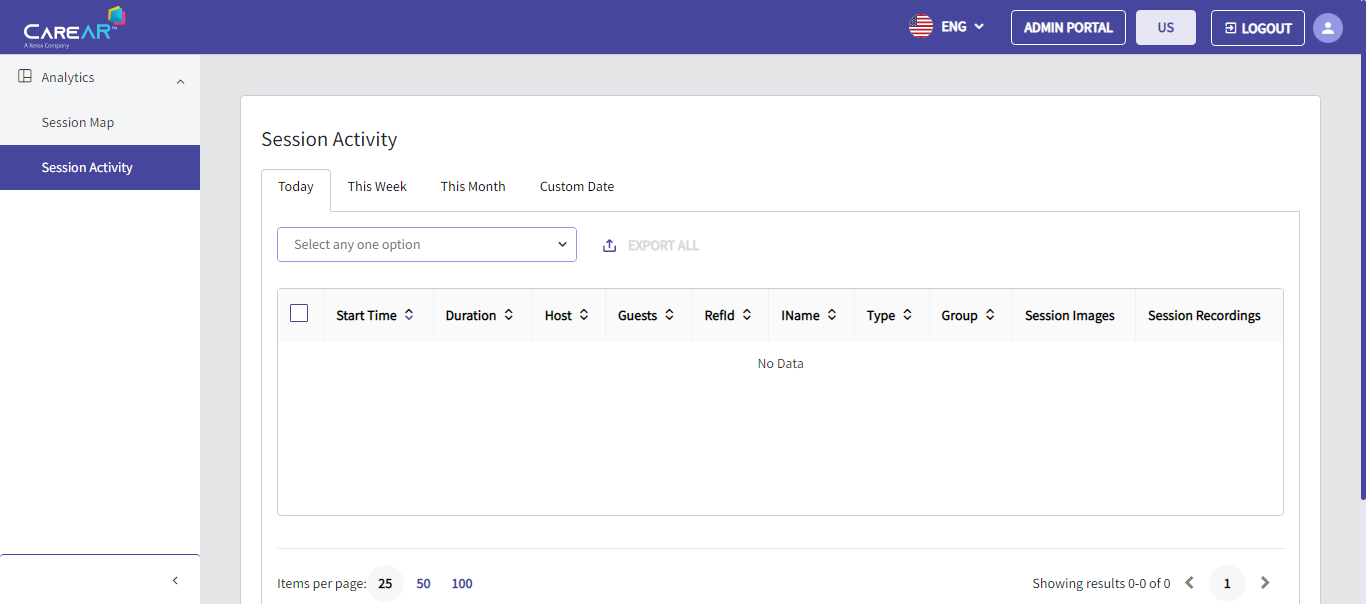 CAREAR™
A Xerox Company
ENG
ADMIN PORTAL
US
LOGOUT
Analytics
Session Map
Session Activity
Session Activity
Today This Week This Month Custom Date
Select any one option
EXPORT ALL
Start Time Duration Host Guests RefId IName Type Group Session Images Session Recordings
No Data
Items per page: 25 50 100
Showing results 0-0 of 0 1